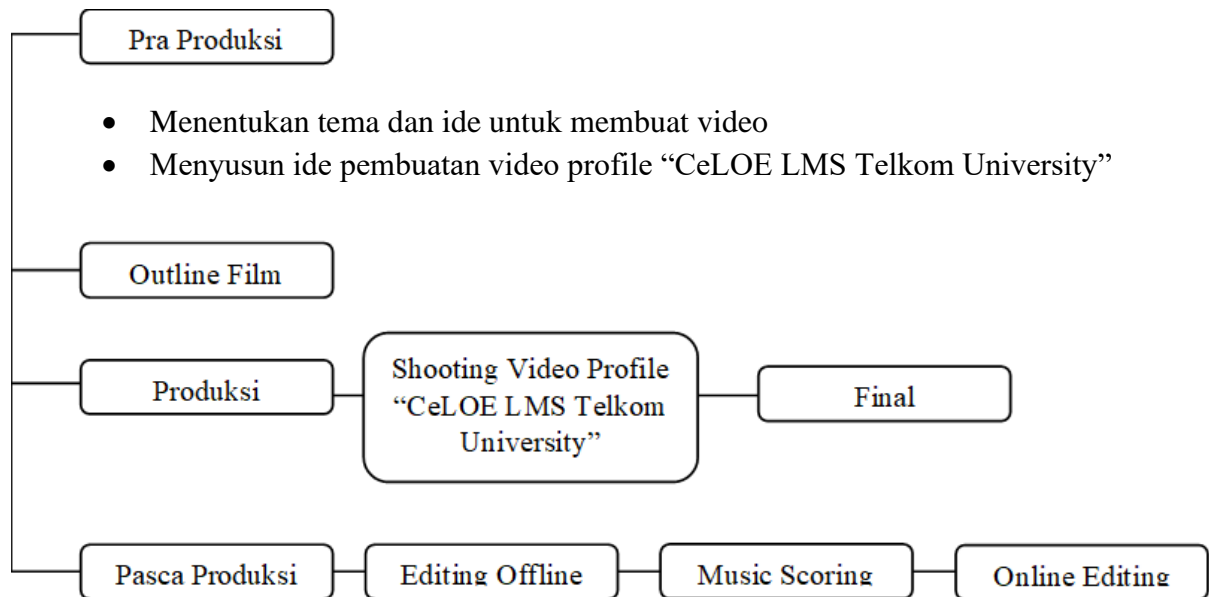 Pra Produksi
• Menentukan tema dan ide untuk membuat video
• Menyusun ide pembuatan video profile “CeLOE LMS Telkom University”
Outline Film
Produksi
Shooting Video Profile
“CeLOE LMS Telkom
University”
Final
Pasca Produksi
Editing Offline
Music Scoring
Online Editing